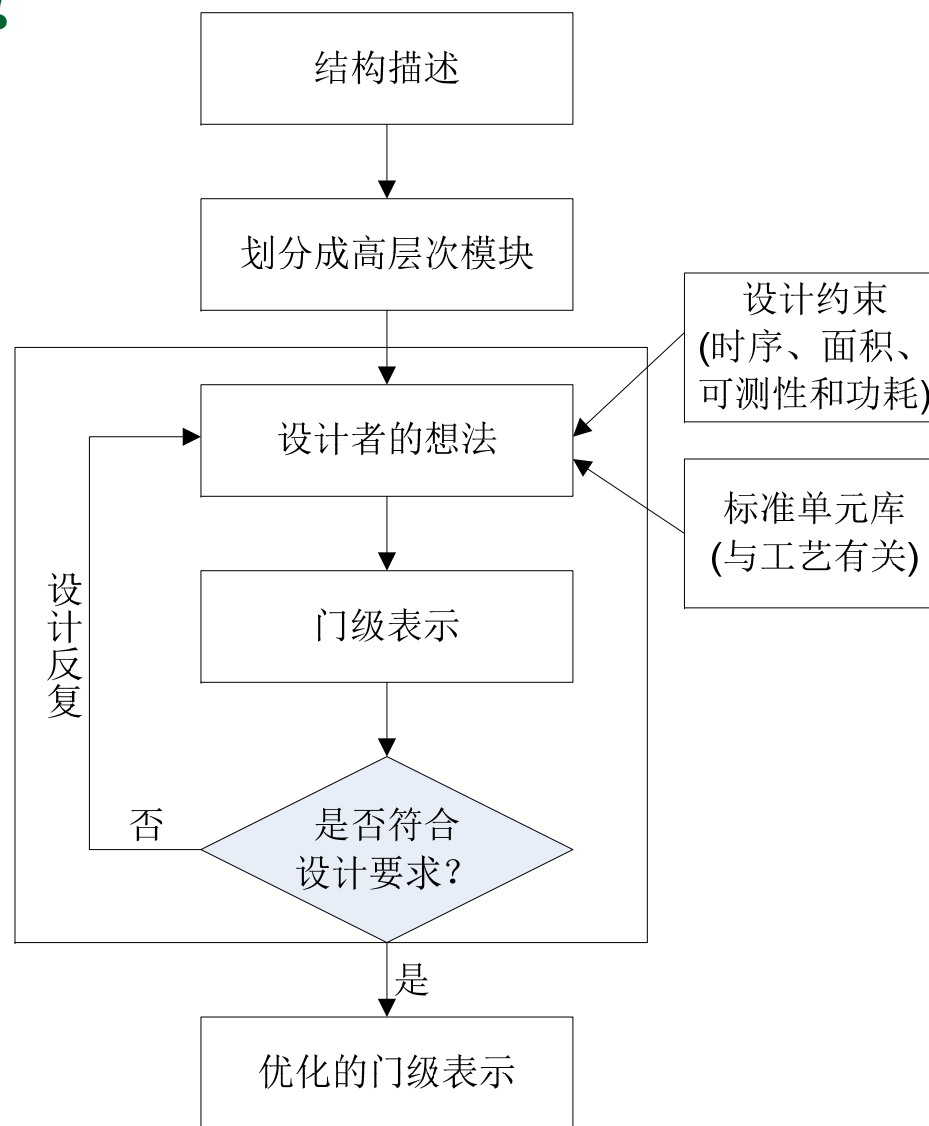 结构描述
划分成高层次模块
设计约束
(时序、面积、
可测性和功耗)
设计者的想法
标准单元库
(与工艺有关)
门级表示
设计反复
否
是否符合
设计要求?
是
优化的门级表示